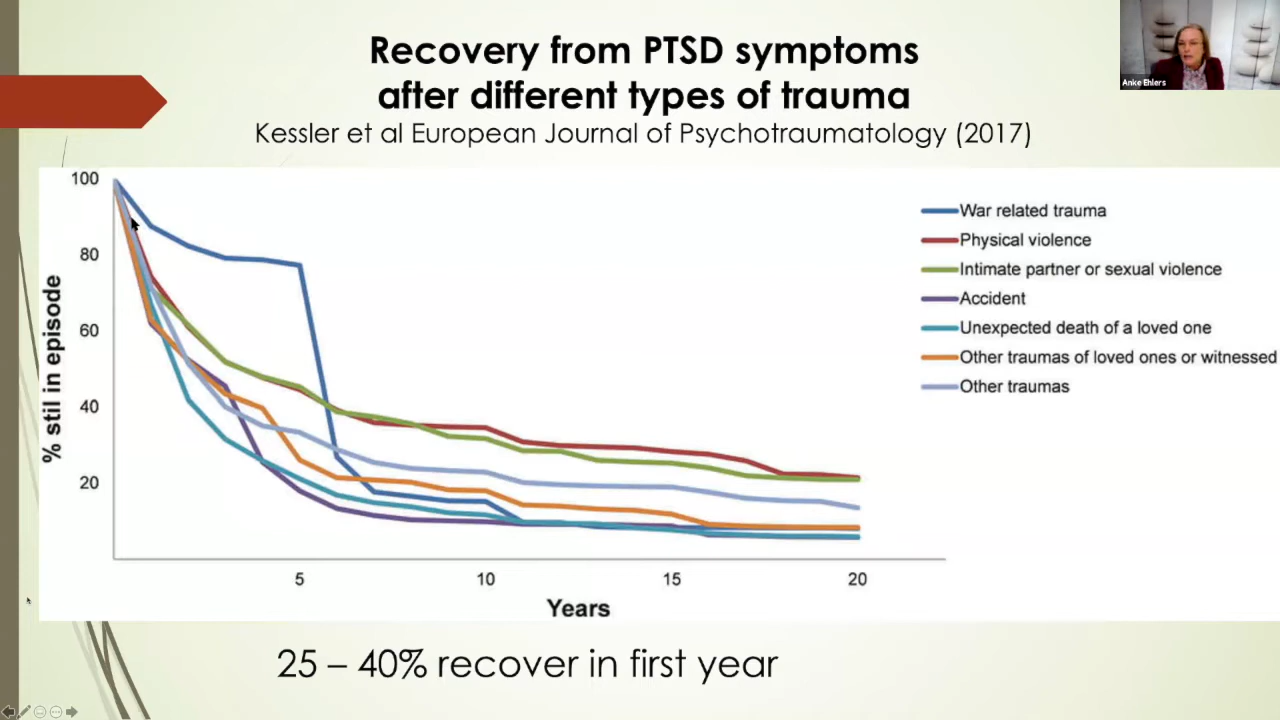 Recovery from PTSD symptoms
after different types of trauma
Kessler et al European Journal of Psychotraumatology (2017)
Anke Ehlers
100
80
60
40
20
% stil in episode
5
10
15
20
Years
War related trauma
Physical violence
Intimate partner or sexual violence
Accident
Unexpected death of a loved one
Other traumas of loved ones or witnessed
Other traumas
25 – 40% recover in first year